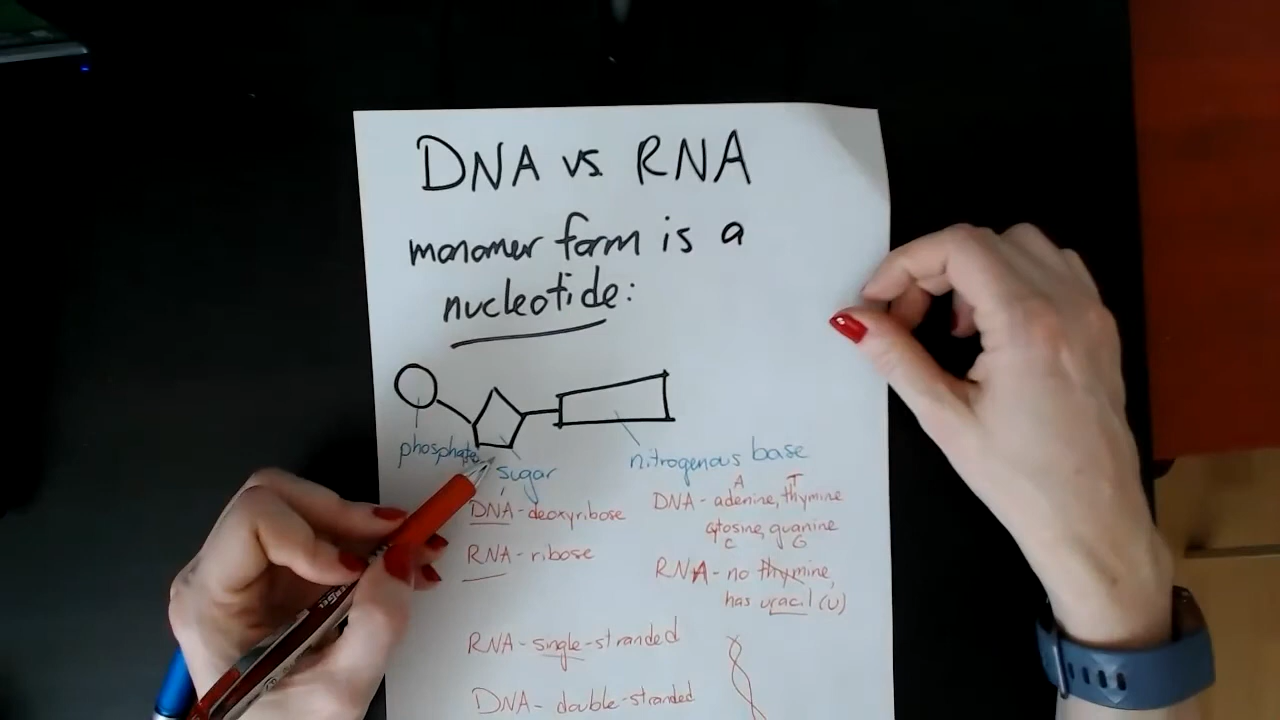 DNA vs. RNA
monomer form is a
nucleotide:
phosphate
sugar
nitrogenous base
DNA-deoxyribose
RNA-ribose
A T
DNA-adenine, thymine
cytosine, guanine
C G
RNA-no thymine,
has uracil (U)
RNA-single-stranded
DNA-double-stranded